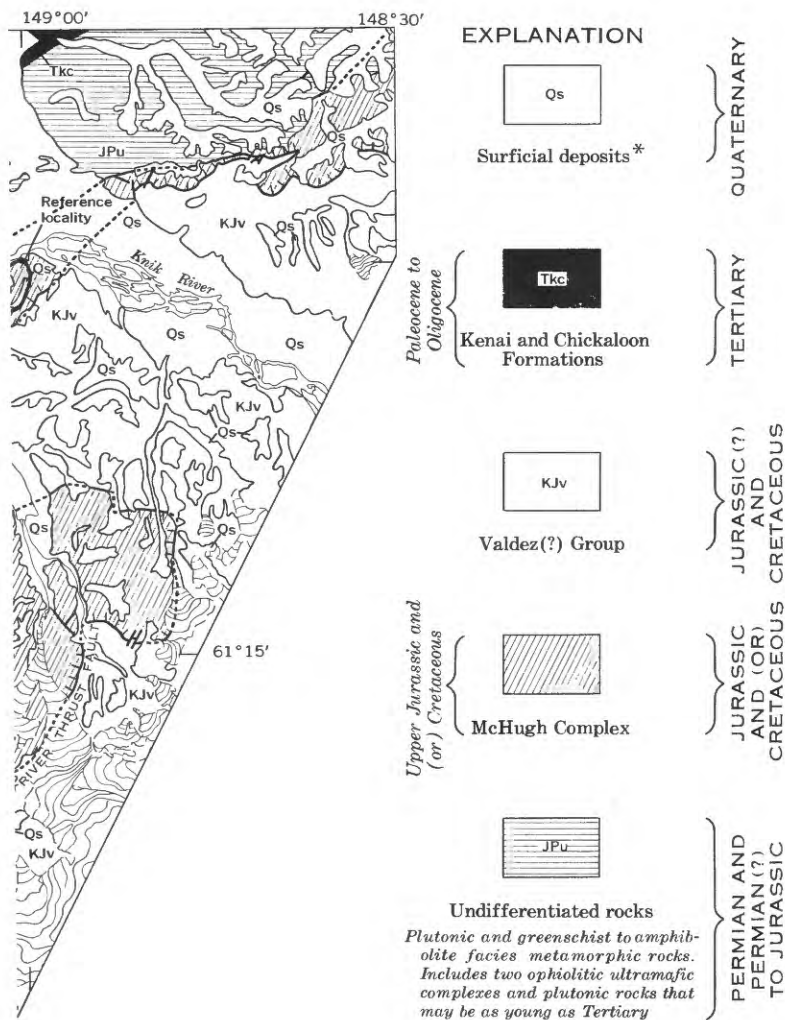 149°00′
148°30′
Tkc
Qs
Qs
JPu
Reference
locality
Qs
KJv
Qs
Knik River
Qs
KJv
Qs
Qs
Qs
KJv
Qs
Qs
Qs
61°15′
RIVER THRUST FAULT
KJv
Qs
KJv
EXPLANATION
Qs
Surficial deposits*
QUATERNARY
Paleocene to
Oligocene
Tkc
Kenai and Chickaloon
Formations
TERTIARY
KJv
Valdez(?) Group
JURASSIC(?)
AND
CRETACEOUS
Upper Jurassic and
(or) Cretaceous
McHugh Complex
JURASSIC
AND (OR)
CRETACEOUS
JPu
Undifferentiated rocks
Plutonic and greenschist to amphib-
olite facies metamorphic rocks.
Includes two ophiolitic ultramafic
complexes and plutonic rocks that
may be as young as Tertiary
PERMIAN AND
PERMIAN(?)
TO JURASSIC